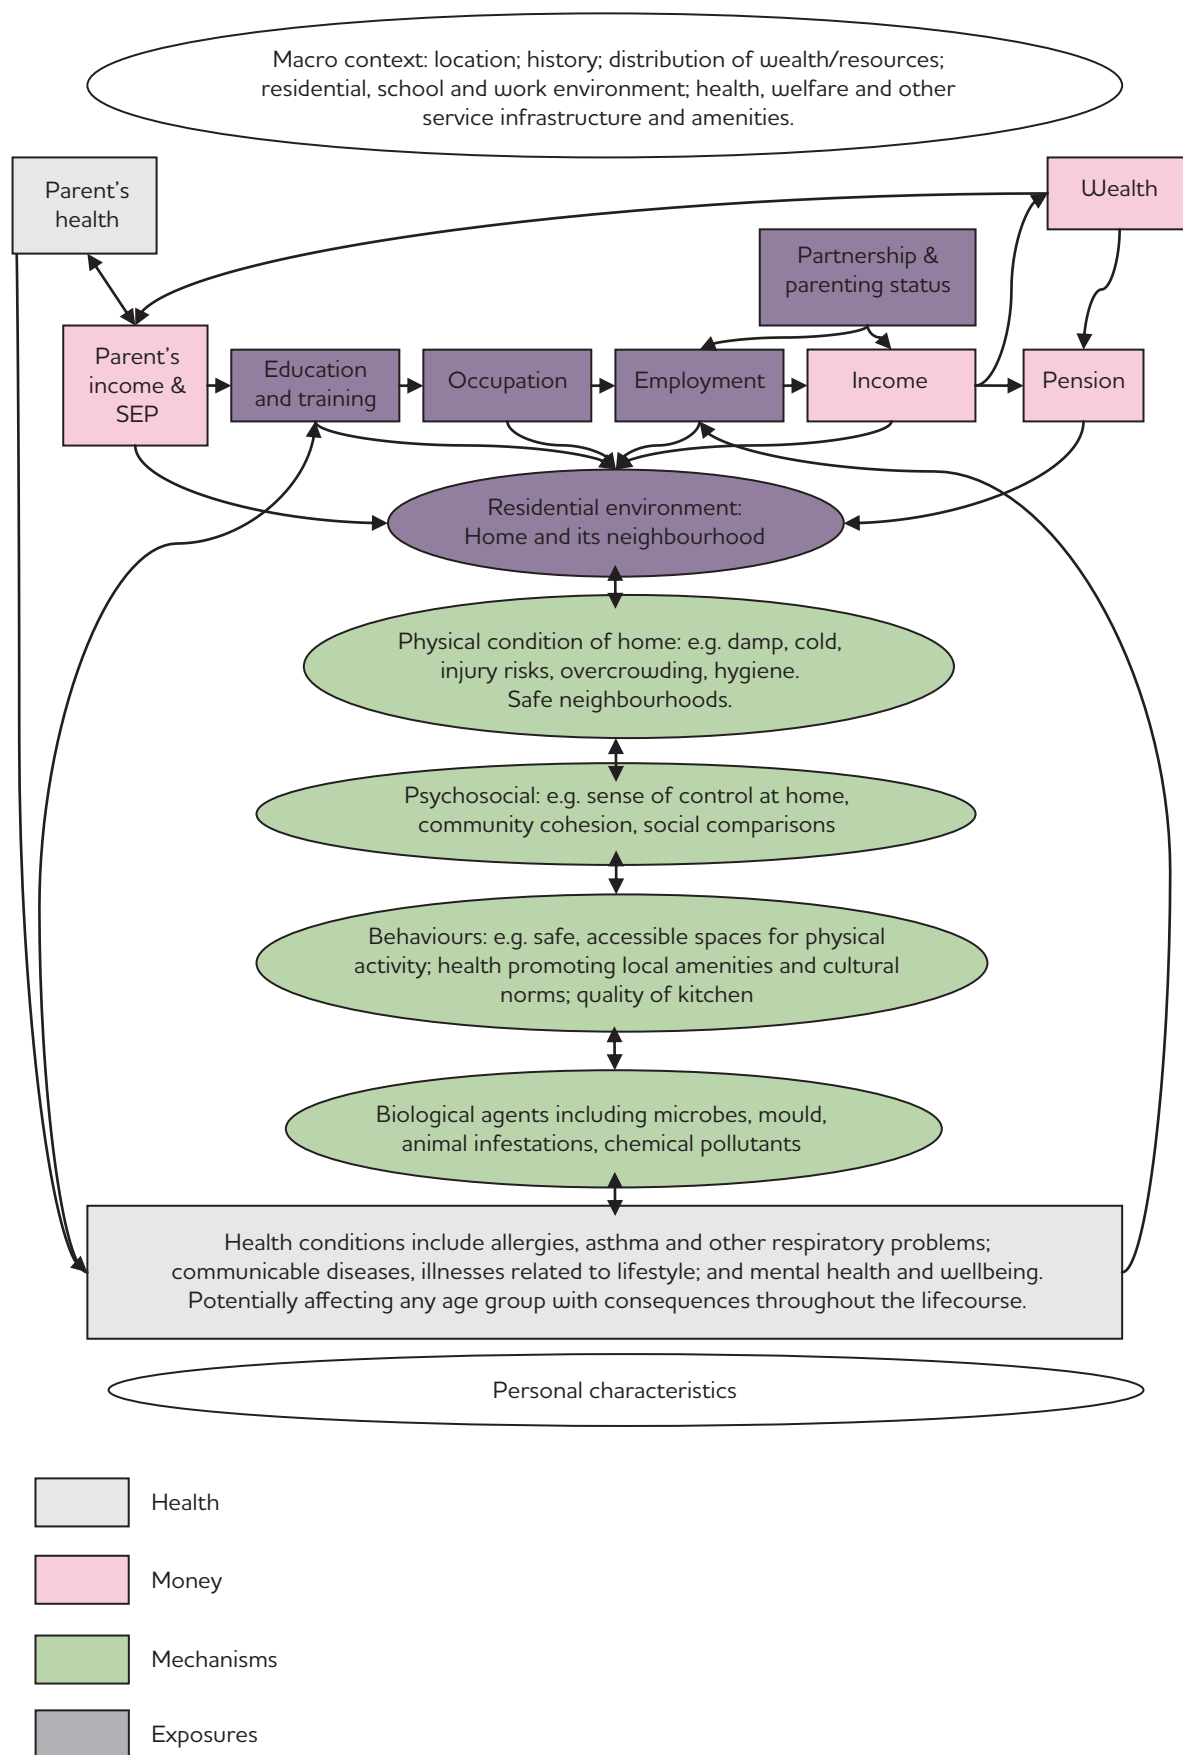 Macro context: location; history; distribution of wealth/resources;
residential, school and work environment; health, welfare and other
service infrastructure and amenities.
Parent's
health
Wealth
Partnership &
parenting status
Parent's
income &
SEP
Education
and training
Occupation
Employment
Income
Pension
Residential environment:
Home and its neighbourhood
Physical condition of home: e.g. damp, cold,
injury risks, overcrowding, hygiene.
Safe neighbourhoods.
Psychosocial: e.g. sense of control at home,
community cohesion, social comparisons
Behaviours: e.g. safe, accessible spaces for physical
activity; health promoting local amenities and cultural
norms; quality of kitchen
Biological agents including microbes, mould,
animal infestations, chemical pollutants
Health conditions include allergies, asthma and other respiratory problems;
communicable diseases, illnesses related to lifestyle; and mental health and wellbeing.
Potentially affecting any age group with consequences throughout the lifecourse.
Personal characteristics
Health
Money
Mechanisms
Exposures